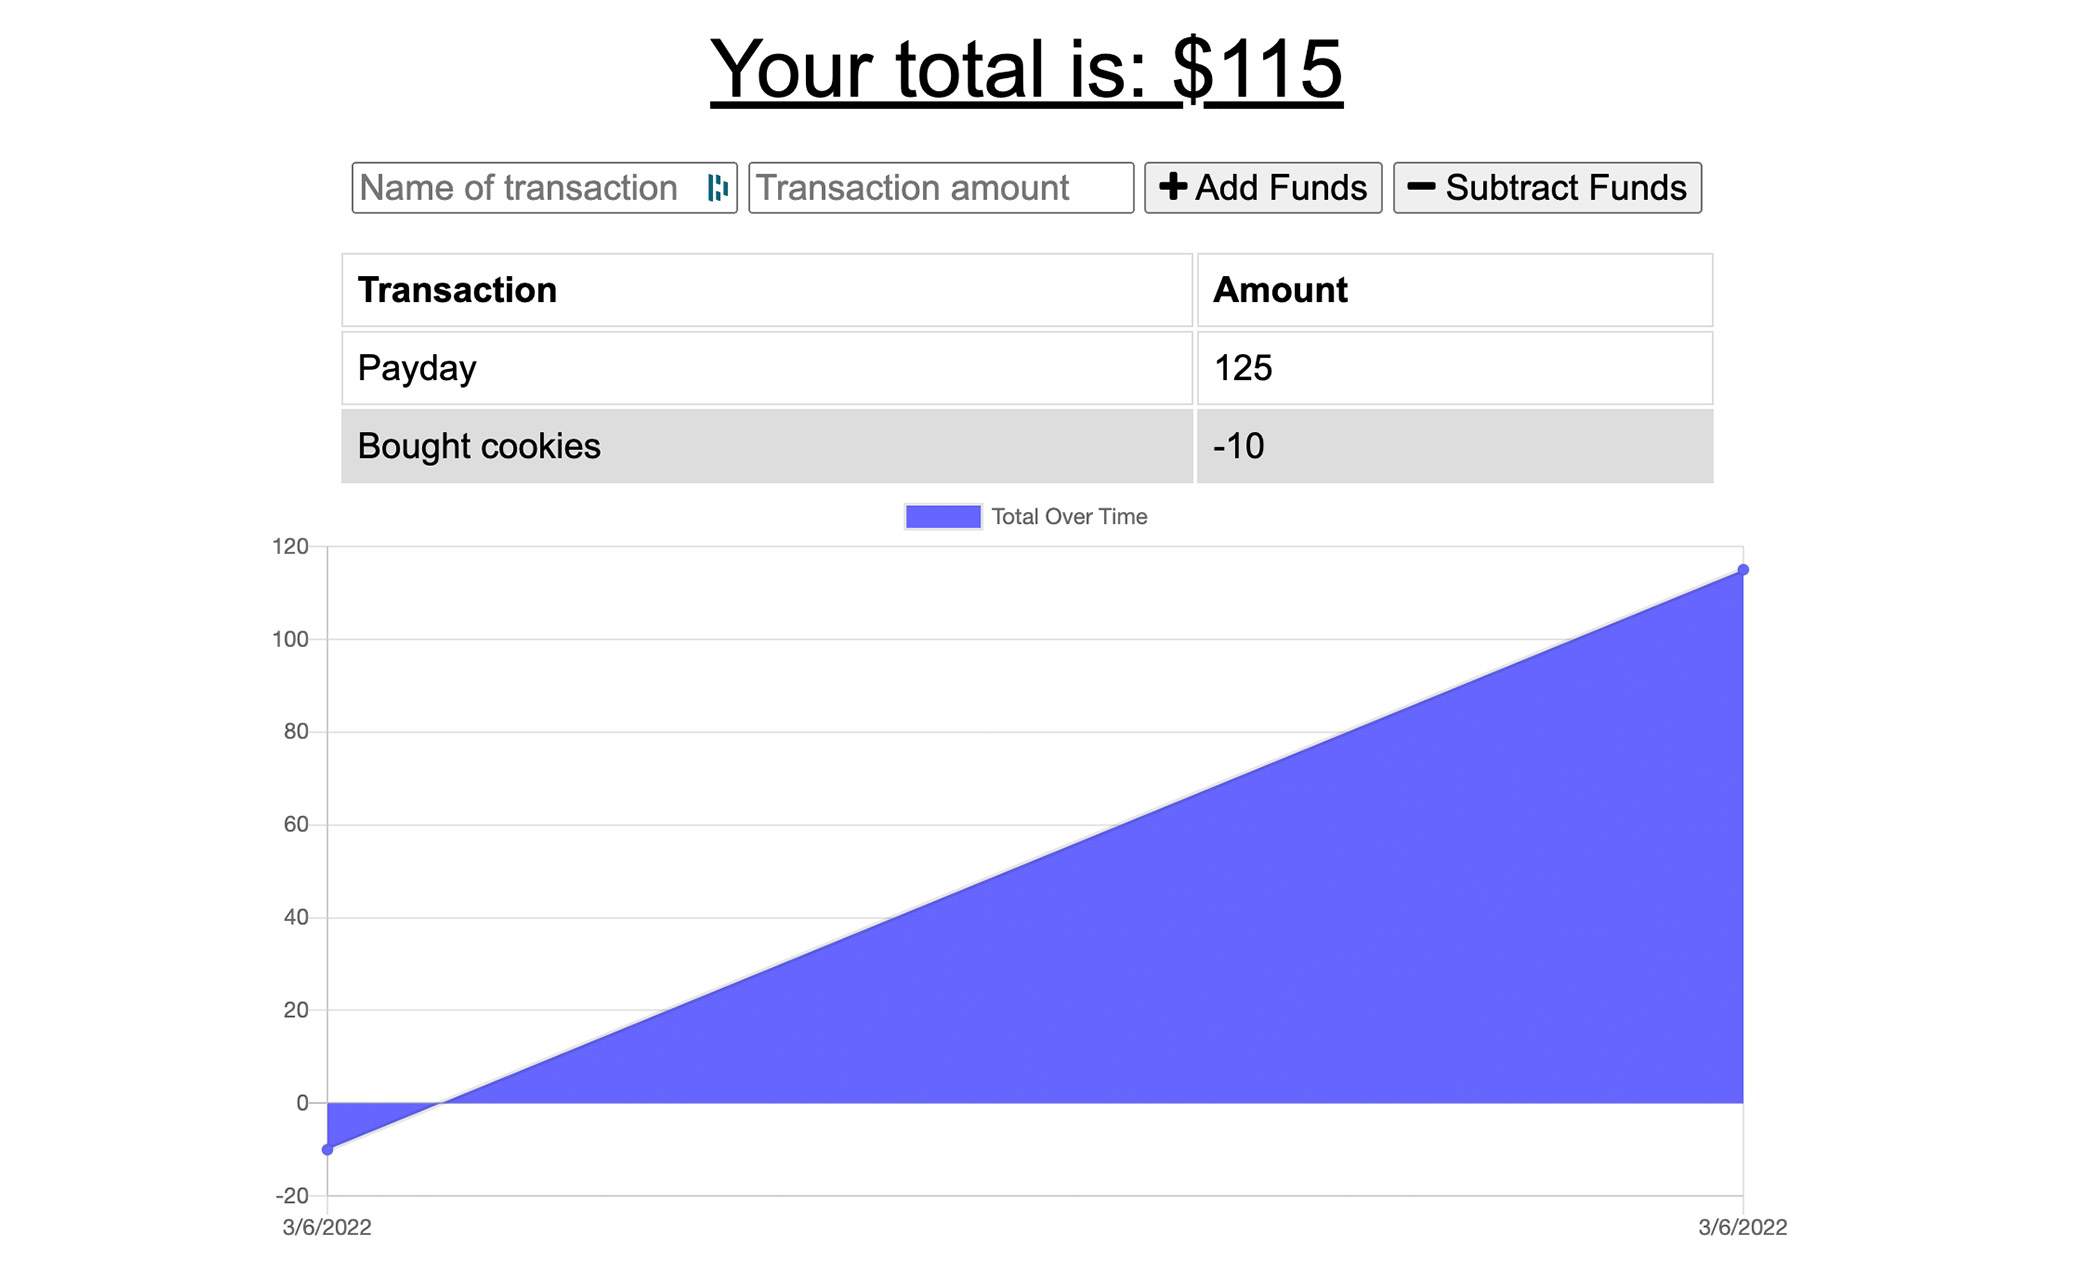 Your total is: $115
Name of transaction Transaction amount Add Funds Subtract Funds
Transaction Amount
Payday 125
Bought cookies -10
Total Over Time
120
100
80
60
40
20
0
-20
3/6/2022 3/6/2022